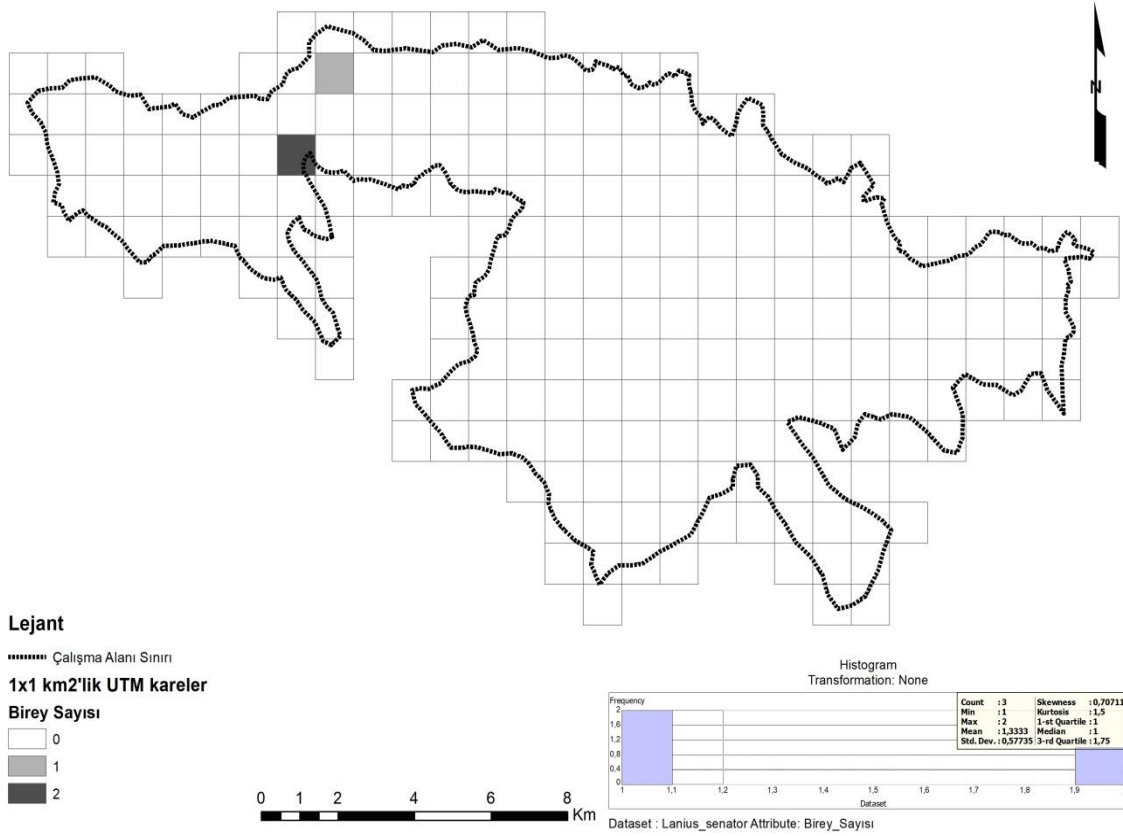 N
Lejant
Çalışma Alanı Sınırı
1x1 km2'lik UTM kareler
Birey Sayısı
0
1
2
0 1 2 4 6 8
Km
Histogram
Transformation: None
Frequency
2
1,6
1,2
0,8
0,4
0
1 1,1 1,2 1,3 1,4 1,5 1,6 1,7 1,8 1,9
Dataset
Count : 3 Skewness : 0,70711
Min : 1 Kurtosis : 1,5
Max : 2 1-st Quartile : 1
Mean : 1,3333 Median : 1
Std. Dev. : 0,57735 3-rd Quartile : 1,75
Dataset : Lanius_senator Attribute: Birey_Sayısı